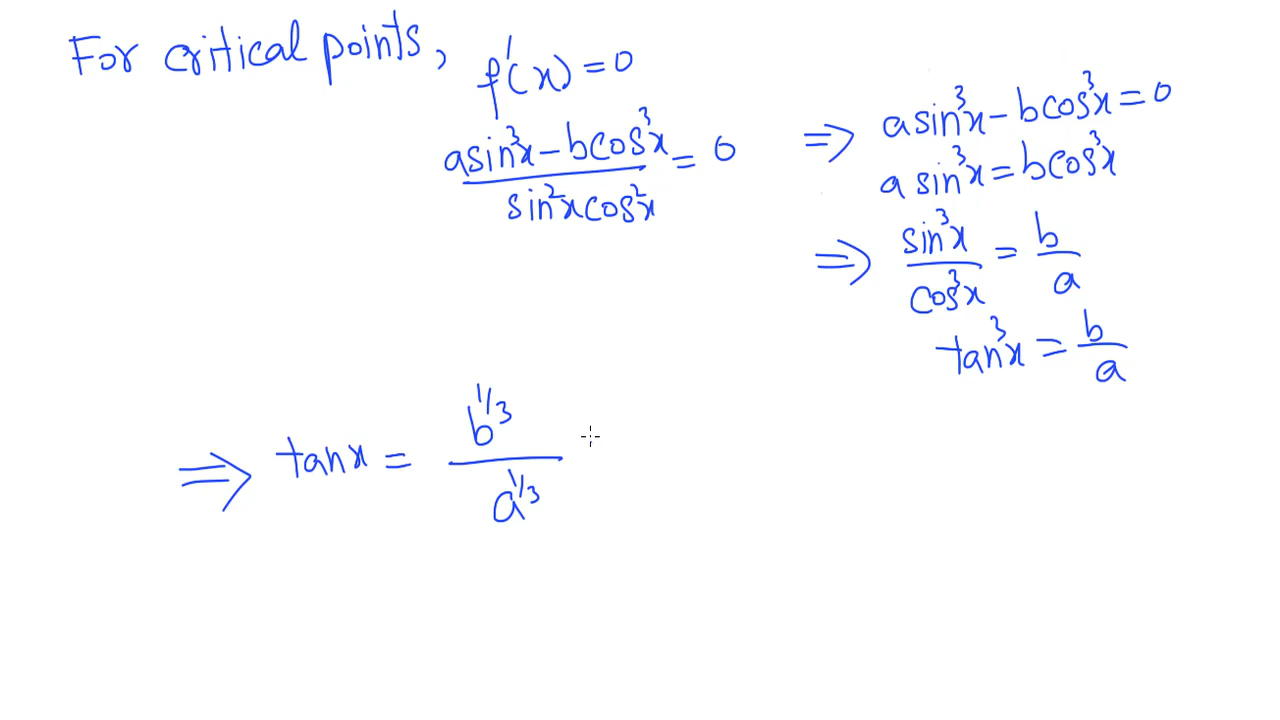 For critical points, f'(x) = 0
(a sin³x − b cos³x) / (sin²x cos²x) = 0
⇒ a sin³x − b cos³x = 0
a sin³x = b cos³x
⇒ sin³x / cos³x = b / a
tan³x = b / a
⇒ tan x = b^(1/3) / a^(1/3)